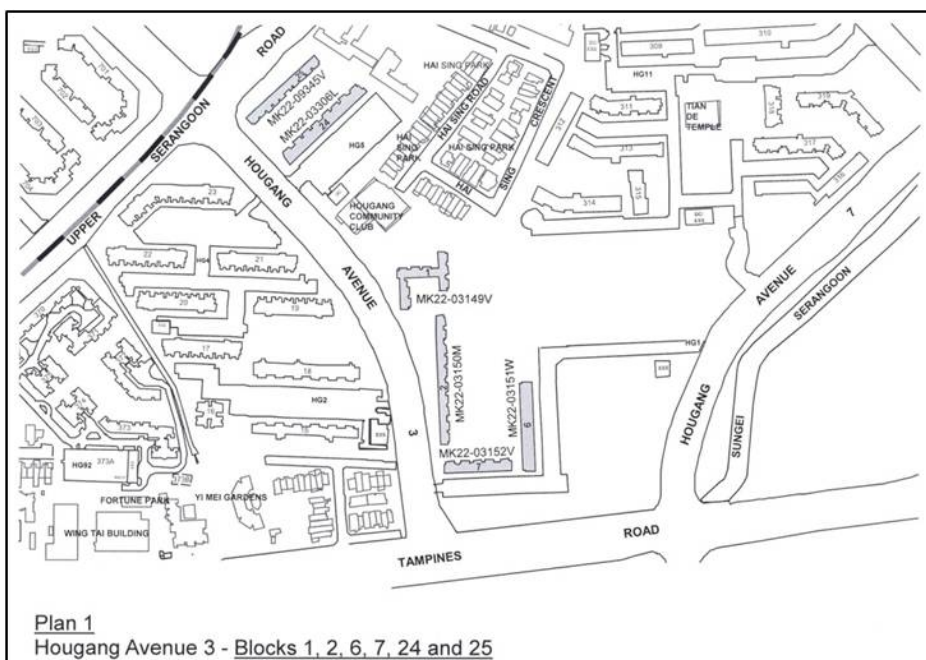 ROAD
701
310
308
HG11
HAI SING PARK
MK22-09345V
MK22-03306L
24
HG5
HAI SING PARK
HAI SING ROAD
HAI SING PARK
HAI SING CRESCENT
312
311
313
314
315
TIAN DE TEMPLE
318
319
317
316
UPPER SERANGOON
HOUGANG AVENUE 3
HOUGANG COMMUNITY CLUB
23
22
HG4
21
20
19
17
18
HG2
16
15
MK22-03149V
2
MK22-03150M
MK22-03151W
6
MK22-03152V
7
HG1
HOUGANG AVENUE 7
SUNGEI SERANGOON
373
HG92
373A
FORTUNE PARK
YI MEI GARDENS
WING TAI BUILDING
TAMPINES ROAD
Plan 1
Hougang Avenue 3 - Blocks 1, 2, 6, 7, 24 and 25